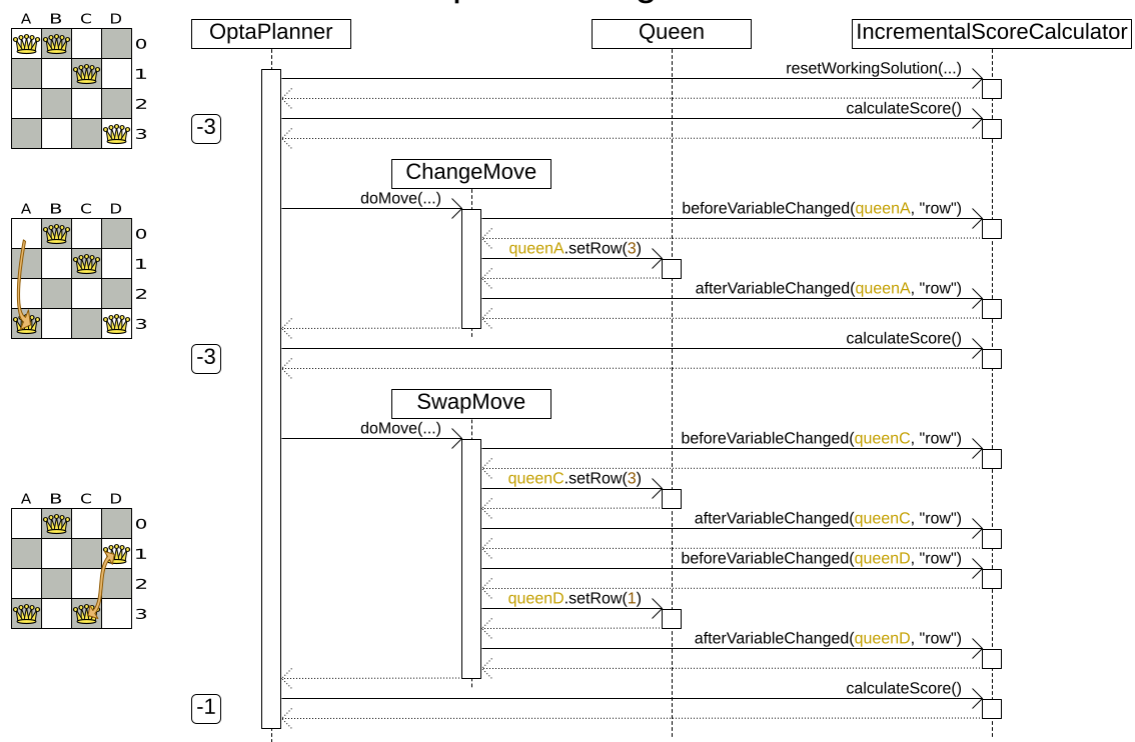 OptaPlanner
Queen
IncrementalScoreCalculator
A B C D
0
1
2
3
resetWorkingSolution(...)
calculateScore()
-3
ChangeMove
doMove(...)
A B C D
0
1
2
3
beforeVariableChanged(queenA, "row")
queenA.setRow(3)
afterVariableChanged(queenA, "row")
calculateScore()
-3
SwapMove
doMove(...)
beforeVariableChanged(queenC, "row")
queenC.setRow(3)
A B C D
0
1
2
3
afterVariableChanged(queenC, "row")
beforeVariableChanged(queenD, "row")
queenD.setRow(1)
afterVariableChanged(queenD, "row")
calculateScore()
-1